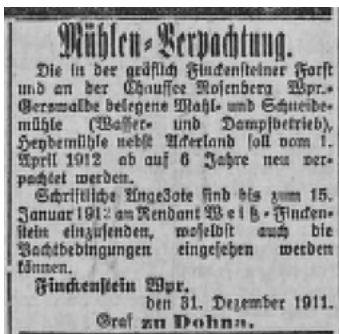 Mühlen-Verpachtung.
Die in der gräflich Finckensteiner Forst
und an der Chaussee Rosenberg Wpr.-
Gerswalde belegene Mahl- und Schneide-
mühle (Wasser- und Dampfbetrieb),
Heydemühle nebst Ackerland soll vom 1.
April 1912 ab auf 6 Jahre neu ver-
pachtet werden.
Schriftliche Angebote sind bis zum 15.
Januar 1912 an Rendant Weiß-Fincken-
stein einzusenden, woselbst auch die
Pachtbedingungen eingesehen werden
können.
Finckenstein Wpr.
den 31. Dezember 1911.
Graf zu Dohna.